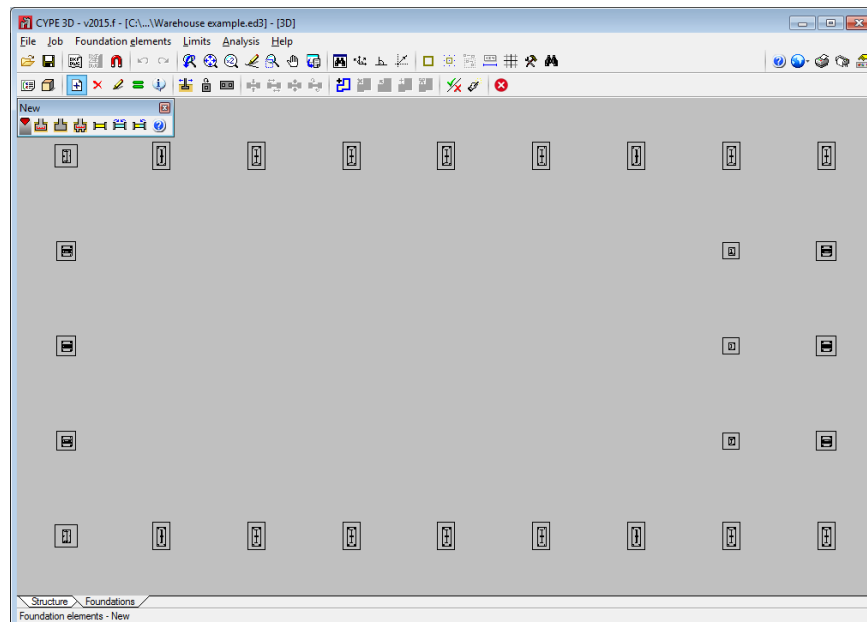 CYPE 3D - v2015.f - [C:\...\Warehouse example.ed3] - [3D]
File Job Foundation elements Limits Analysis Help
New
Structure Foundations
Foundation elements - New